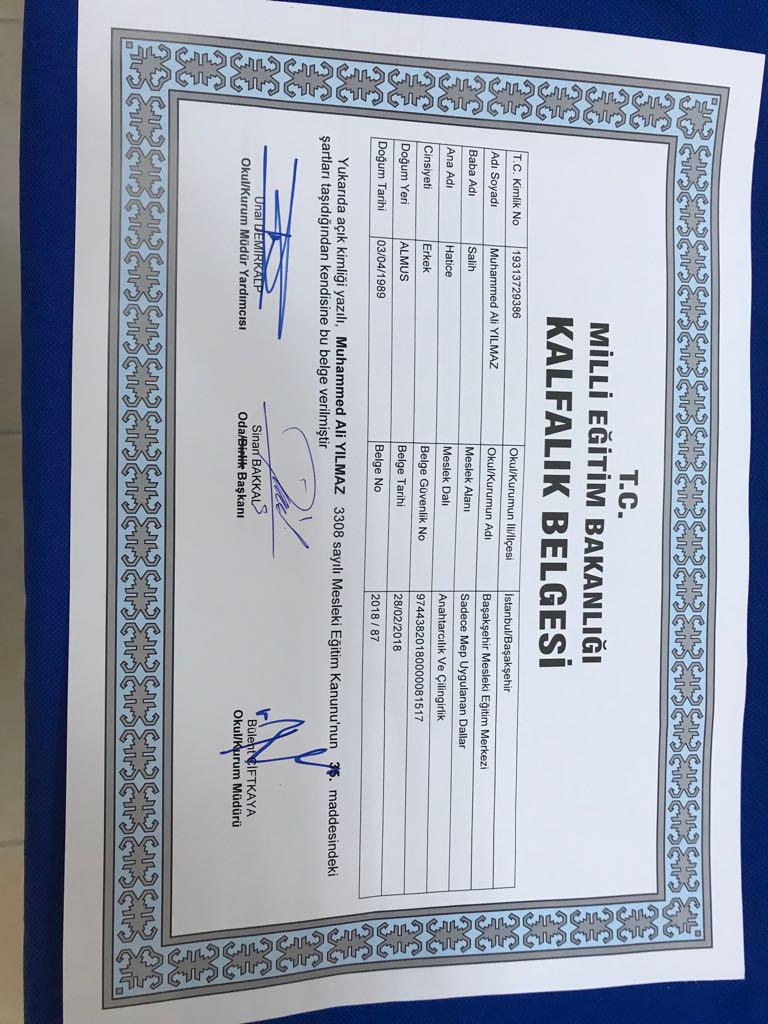 T.C.
MİLLİ EĞİTİM BAKANLIĞI
KALFALIK BELGESİ
T.C. Kimlik No 19313729386 Okul/Kurumun İli/İlçesi İstanbul/Başakşehir
Adı Soyadı Muhammed Ali YILMAZ Okul/Kurumun Adı Başakşehir Mesleki Eğitim Merkezi
Baba Adı Salih Meslek Alanı Sadece Mep Uygulanan Dallar
Ana Adı Hatice Meslek Dalı Anahtarcılık Ve Çilingirlik
Cinsiyeti Erkek Belge Güvenlik No 974438201800000081517
Doğum Yeri ALMUS Belge Tarihi 28/02/2018
Doğum Tarihi 03/04/1989 Belge No 2018 / 87
Yukarıda açık kimliği yazılı, Muhammed Ali YILMAZ 3308 sayılı Mesleki Eğitim Kanunu'nun 35. maddesindeki
şartları taşıdığından kendisine bu belge verilmiştir
Ünal DEMİRKALP Sinan BAKKALŞ Bülent ÇİFTKAYA
Okul/Kurum Müdür Yardımcısı Oda/Birlik Başkanı Okul/Kurum Müdürü